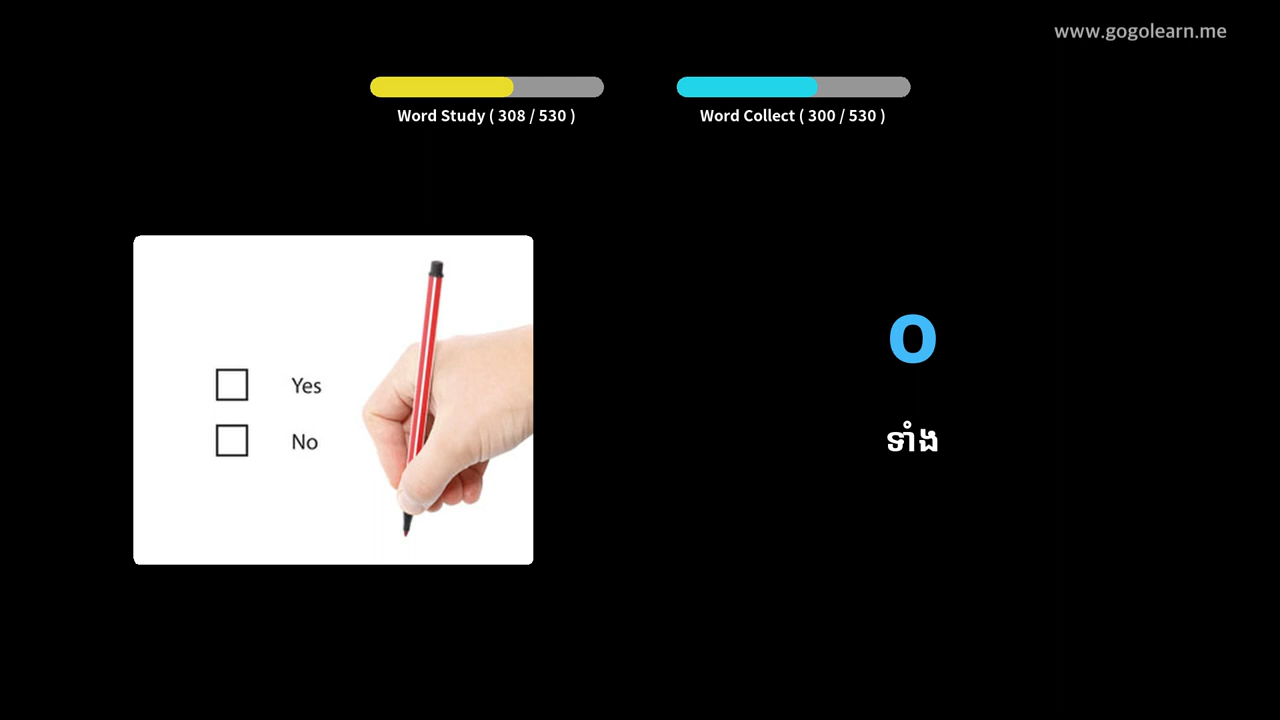 www.gogolearn.me
Word Study ( 308 / 530 )
Word Collect ( 300 / 530 )
Yes
No
o
ទាំង